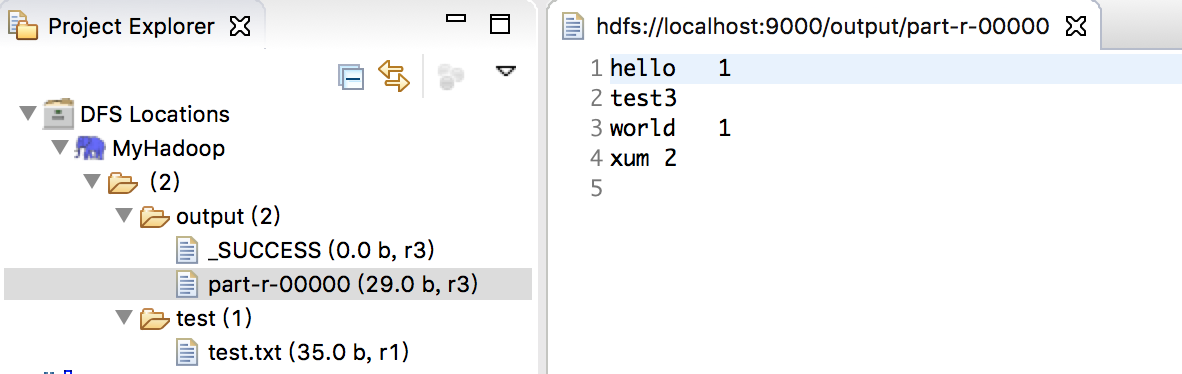 Project Explorer
DFS Locations
MyHadoop
(2)
output (2)
_SUCCESS (0.0 b, r3)
part-r-00000 (29.0 b, r3)
test (1)
test.txt (35.0 b, r1)
hdfs://localhost:9000/output/part-r-00000
1 hello 1
2 test3
3 world 1
4 xum 2
5